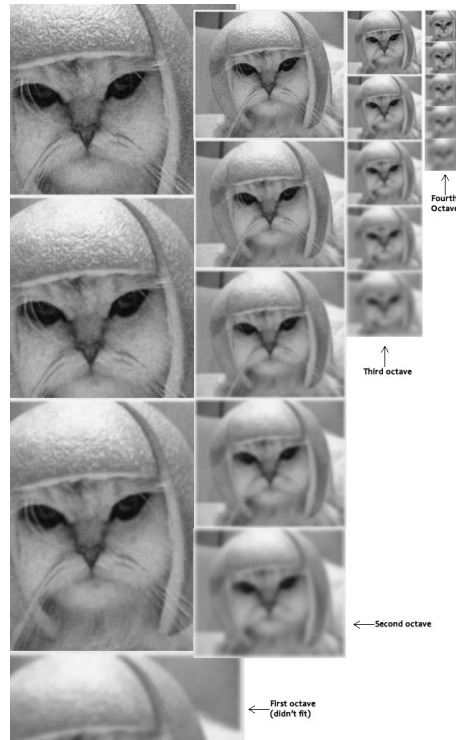 Fourth
Octave
Third octave
Second octave
First octave
(didn't fit)